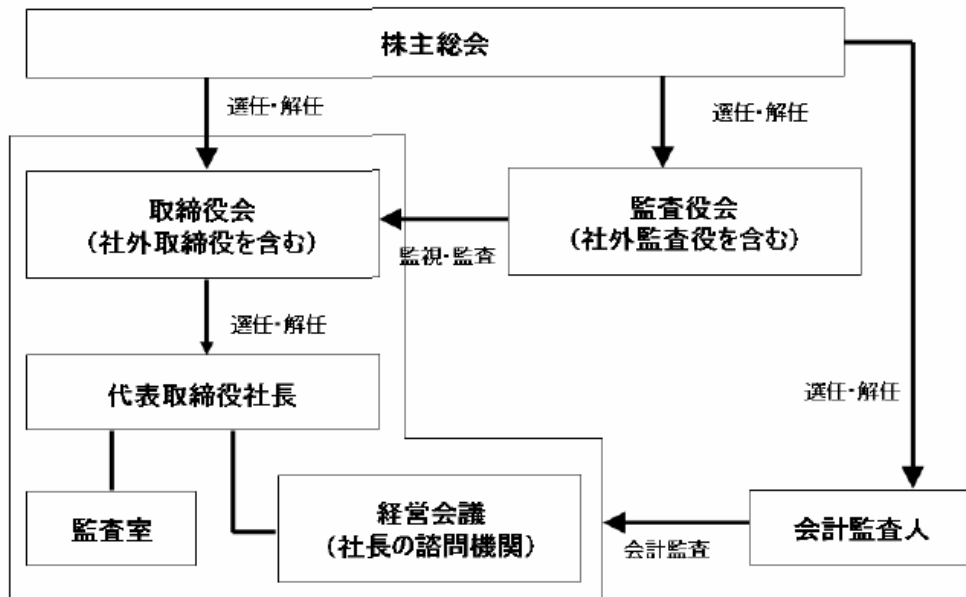 株主総会
選任・解任
選任・解任
取締役会
（社外取締役を含む）
監査役会
（社外監査役を含む）
監視・監査
選任・解任
代表取締役社長
選任・解任
監査室
経営会議
（社長の諮問機関）
会計監査
会計監査人